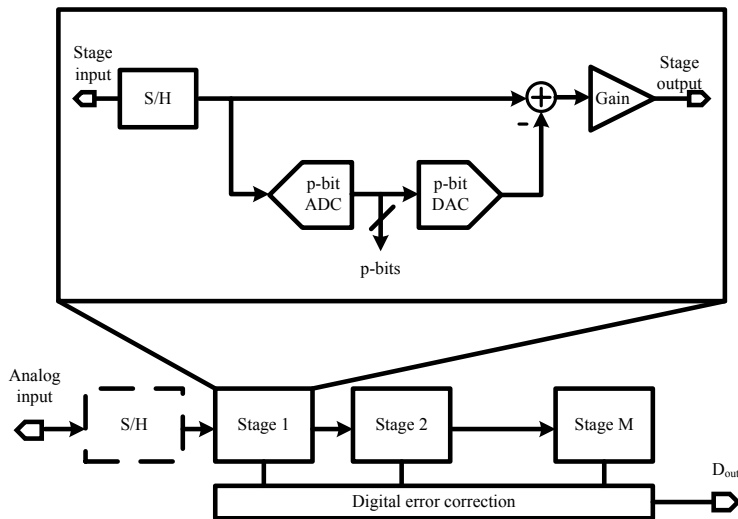 Stage
input
S/H
Gain
Stage
output
-
p-bit
ADC
p-bit
DAC
p-bits
Analog
input
S/H
Stage 1
Stage 2
Stage M
D_out
Digital error correction